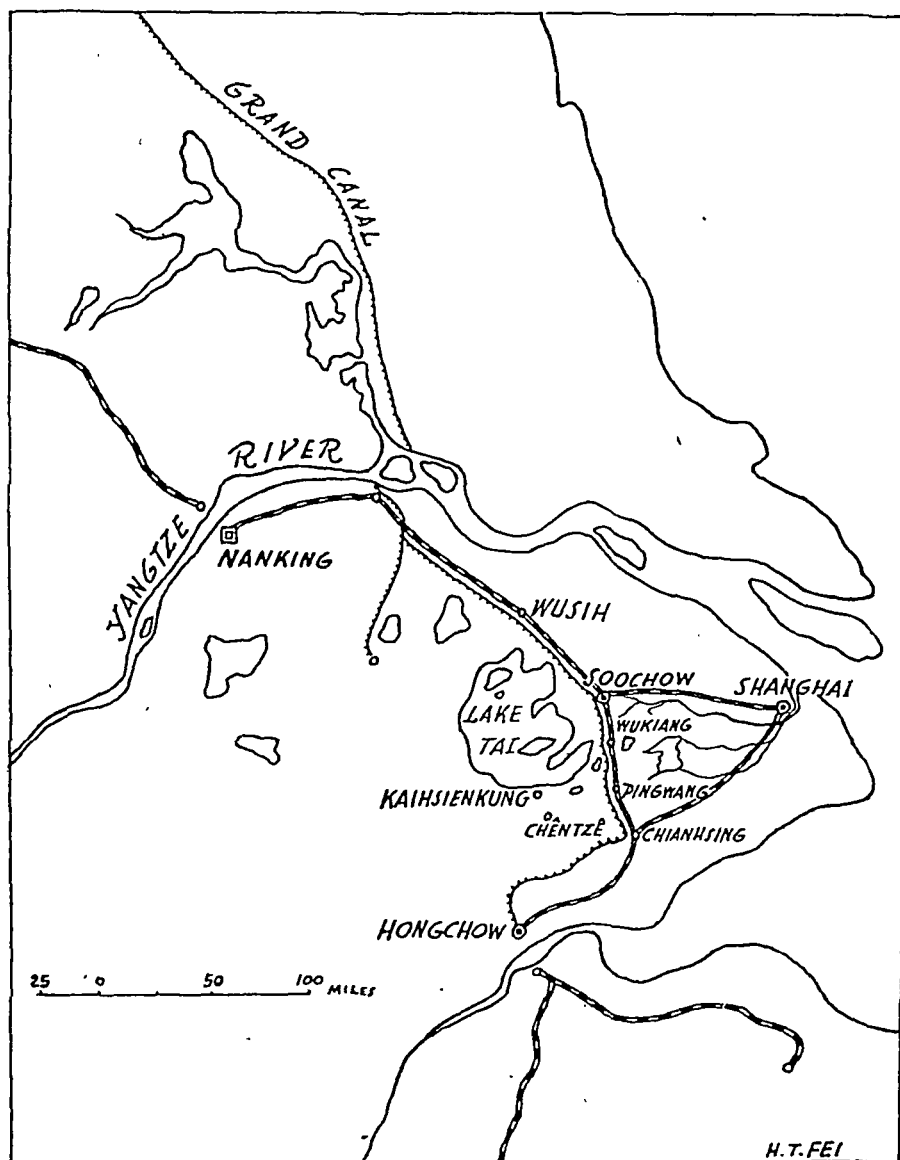 GRAND
CANAL
RIVER
YANGTZE
NANKING
WUSIH
SOOCHOW
SHANGHAI
LAKE
TAI
WUKIANG
KAIHSIENKUNG
PINGWANG
CHÊNTZÊ
CHIANHSING
HONGCHOW
25 0 50 100 MILES
H.T. FEI